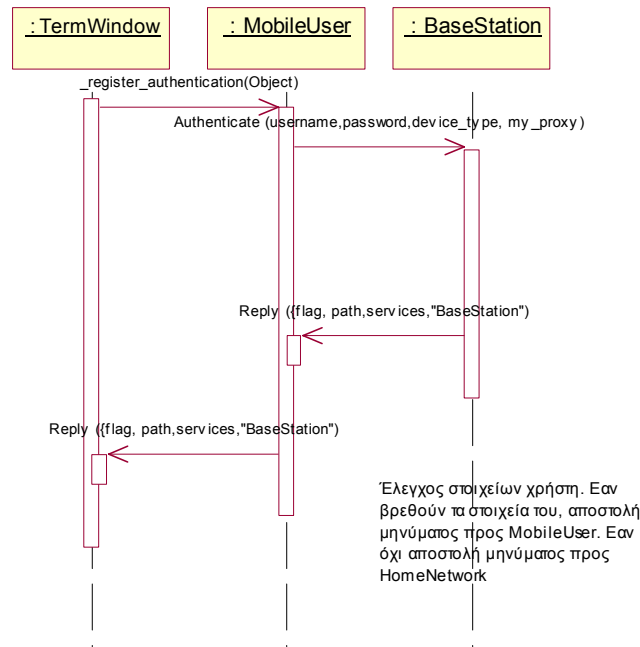 : TermWindow
: MobileUser
: BaseStation
_register_authentication(Object)
Authenticate (username,password,device_type, my_proxy )
Reply ({flag, path,services,"BaseStation")
Reply ({flag, path,services,"BaseStation")
Έλεγχος στοιχείων χρήστη. Εαν
βρεθούν τα στοιχεία του, αποστολή
μηνύματος προς MobileUser. Εαν
όχι αποστολή μηνύματος προς
HomeNetwork